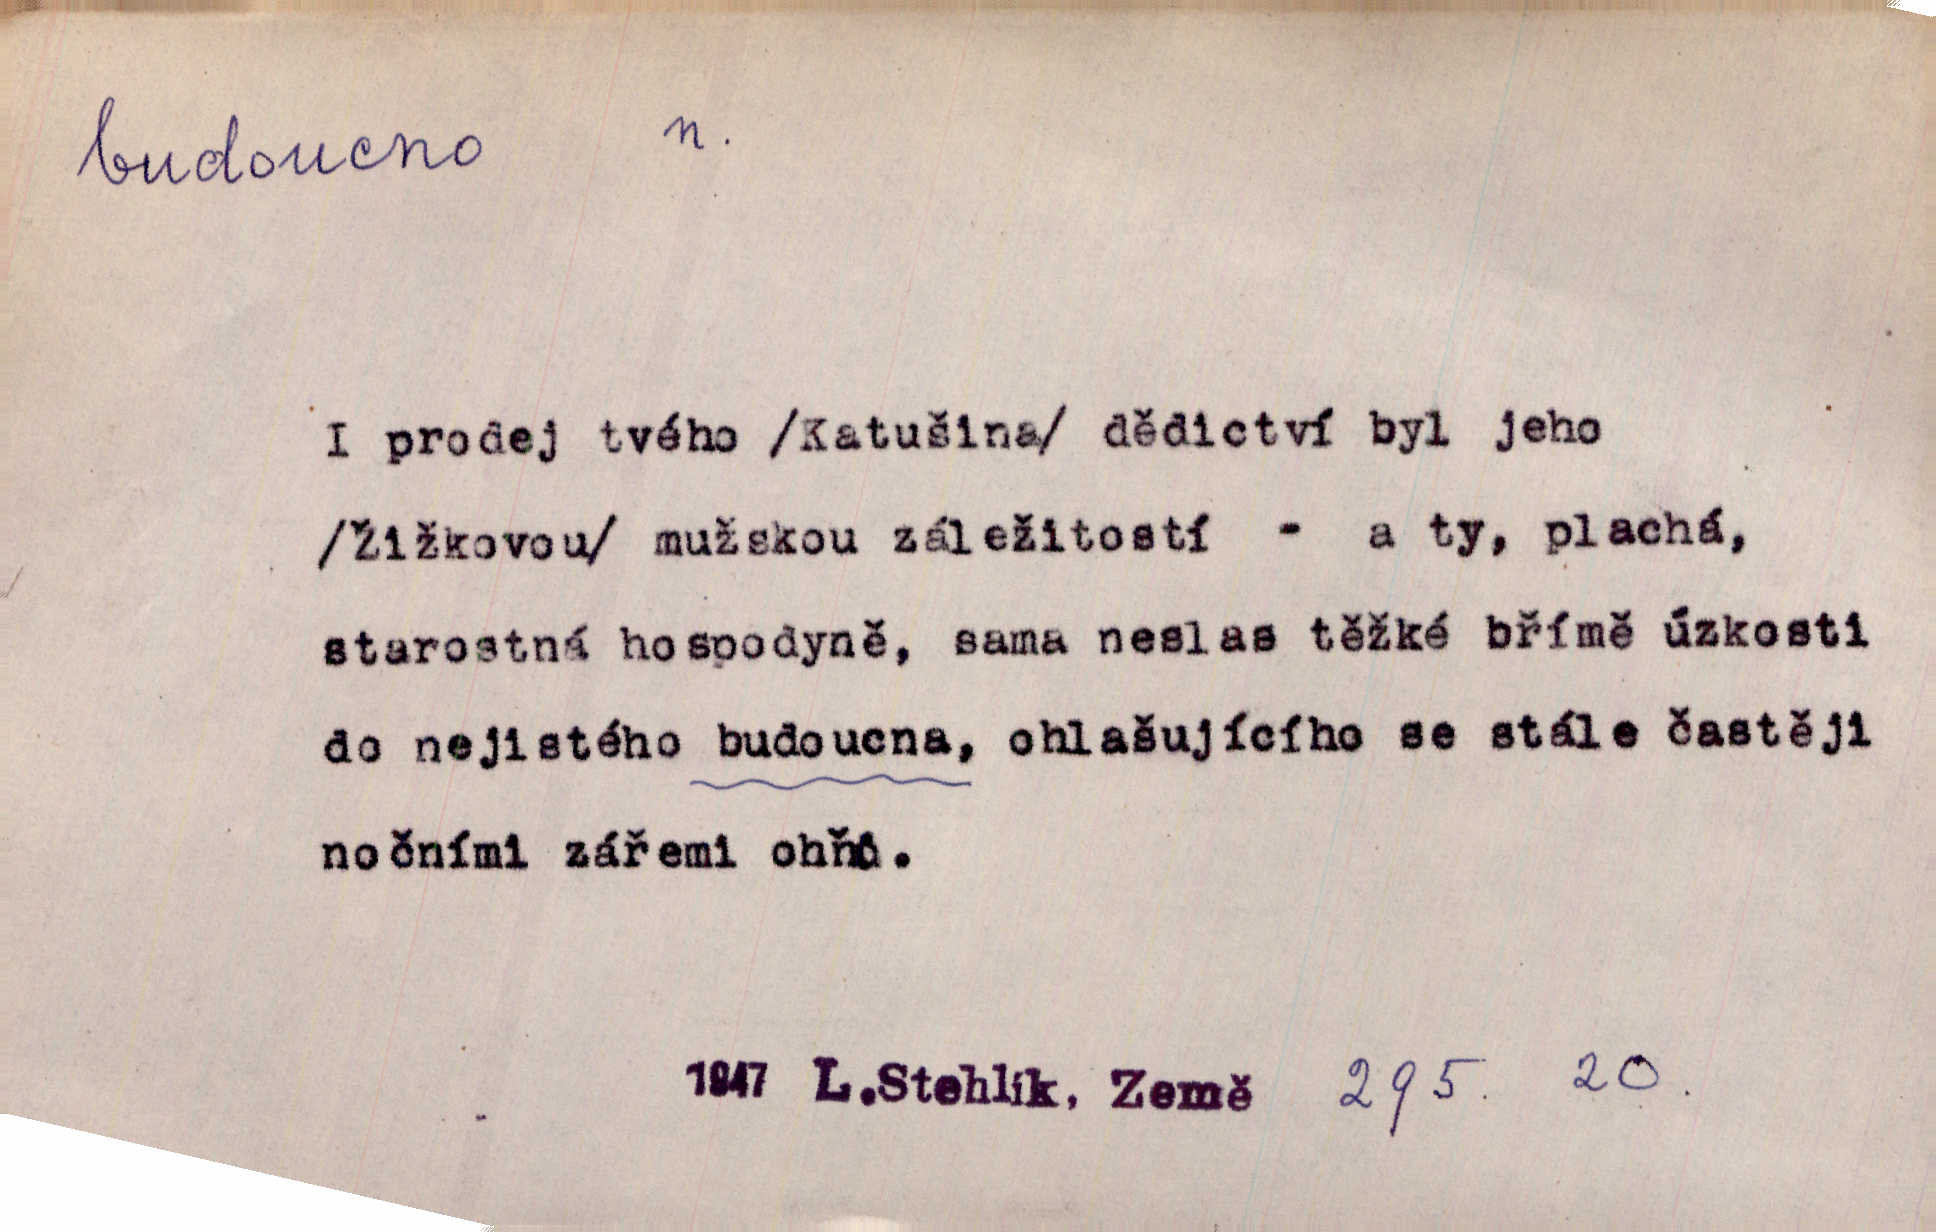 budoucno n.
I prodej tvého /Katušina/ dědictví byl jeho
/Žižkovou/ mužskou záležitostí - a ty, plachá,
starostná hospodyně, sama neslas těžké břímě úzkosti
do nejistého budoucna, ohlašujícího se stále častěji
nočními zářemi ohňů.
1947 L.Stehlík, Země 295. 20.